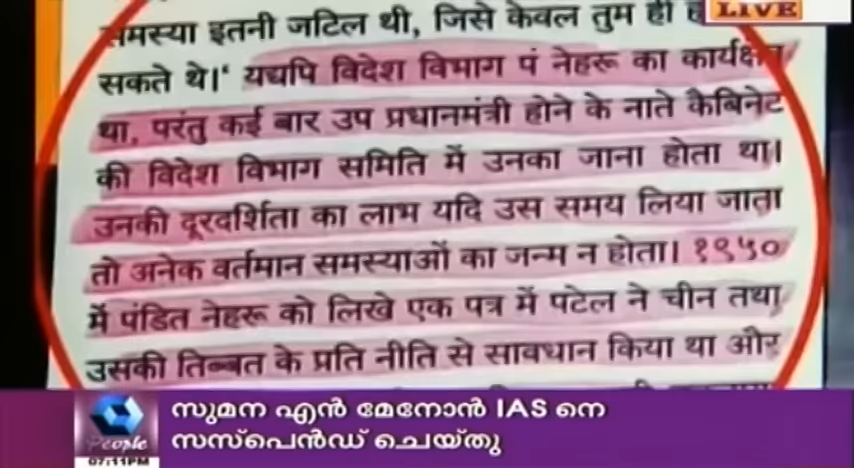 समस्या इतनी जटिल थी, जिसे केवल तुम ही
LIVE
सकते थे।‘ यद्यपि विदेश विभाग पं नेहरू का कार्यक्षेत्र
था, परंतु कई बार उप प्रधानमंत्री होने के नाते कैबिनेट
की विदेश विभाग समिति में उनका जाना होता था।
उनकी दूरदर्शिता का लाभ यदि उस समय लिया जाता
तो अनेक वर्तमान समस्याओं का जन्म न होता। १९५०
में पंडित नेहरू को लिखे एक पत्र में पटेल ने चीन तथा
उसकी तिब्बत के प्रति नीति से सावधान किया था और
സുമന എൻ മേനോൻ IAS നെ
സസ്പെൻഡ് ചെയ്തു
People
07:11PM